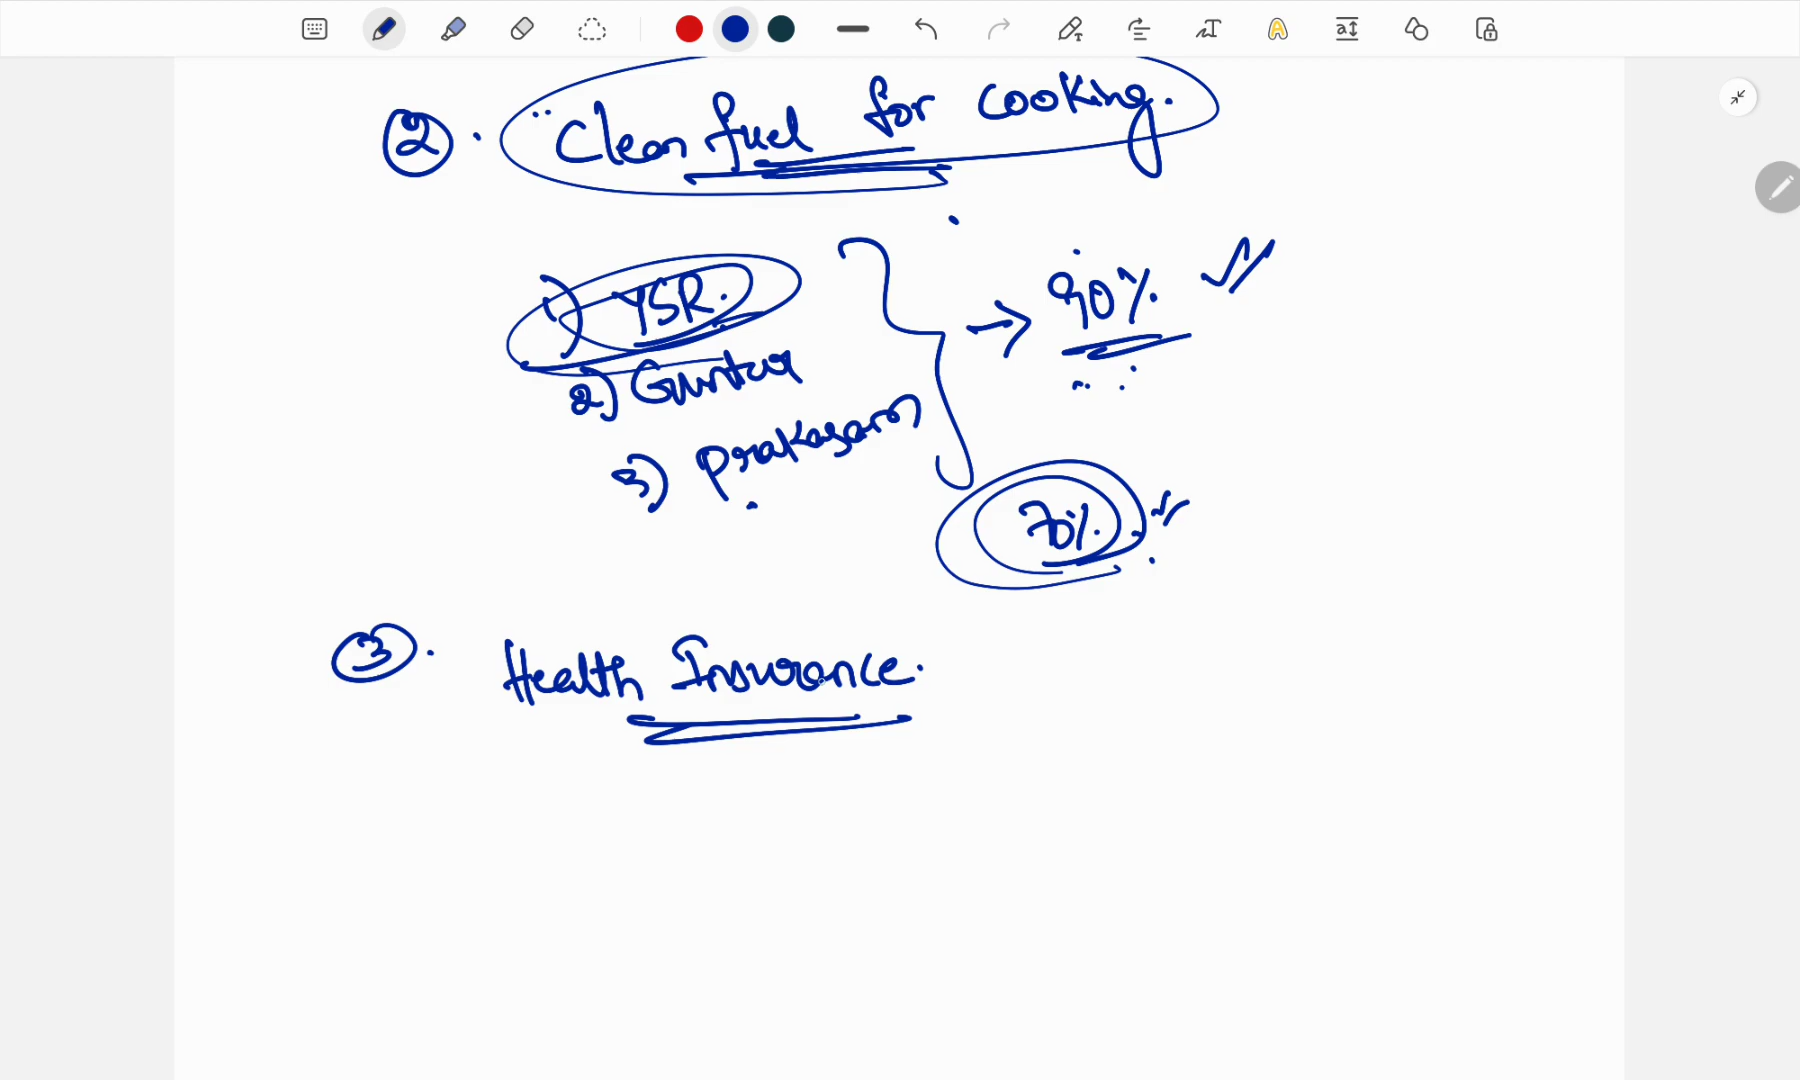 ② Clean fuel for cooking.
1) YSR.
2) Guntur
3) prakasam
→ 90%
70%
③. Health Insurance.